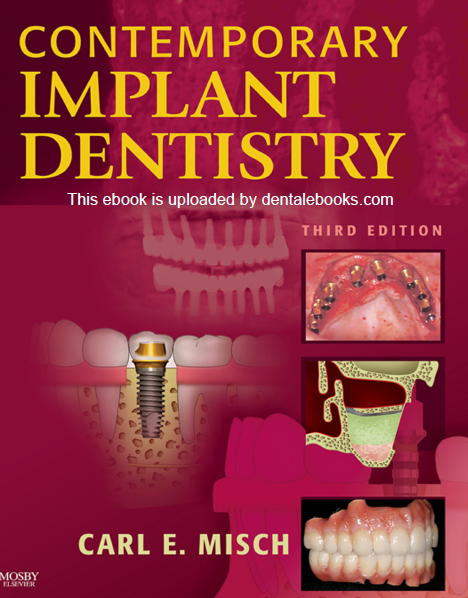 CONTEMPORARY
IMPLANT
DENTISTRY
This ebook is uploaded by dentalebooks.com
THIRD EDITION
CARL E. MISCH
MOSBY
ELSEVIER